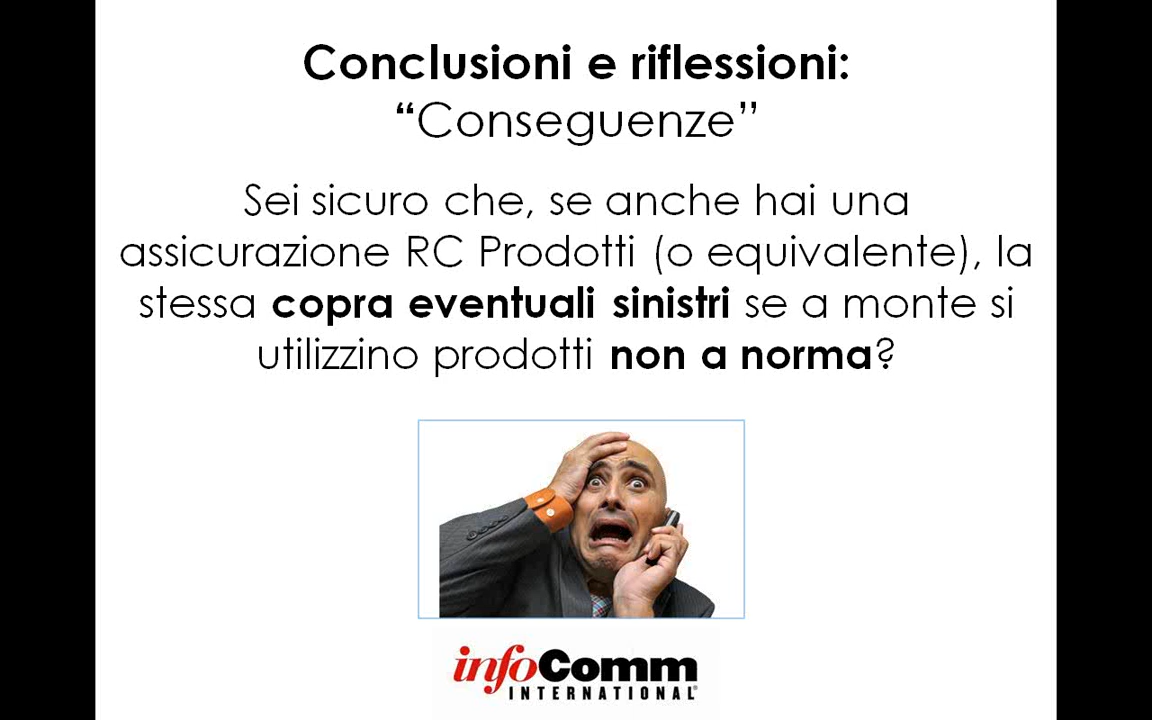 Conclusioni e riflessioni:
“Conseguenze”
Sei sicuro che, se anche hai una
assicurazione RC Prodotti (o equivalente), la
stessa copra eventuali sinistri se a monte si
utilizzino prodotti non a norma?
infoComm
INTERNATIONAL®